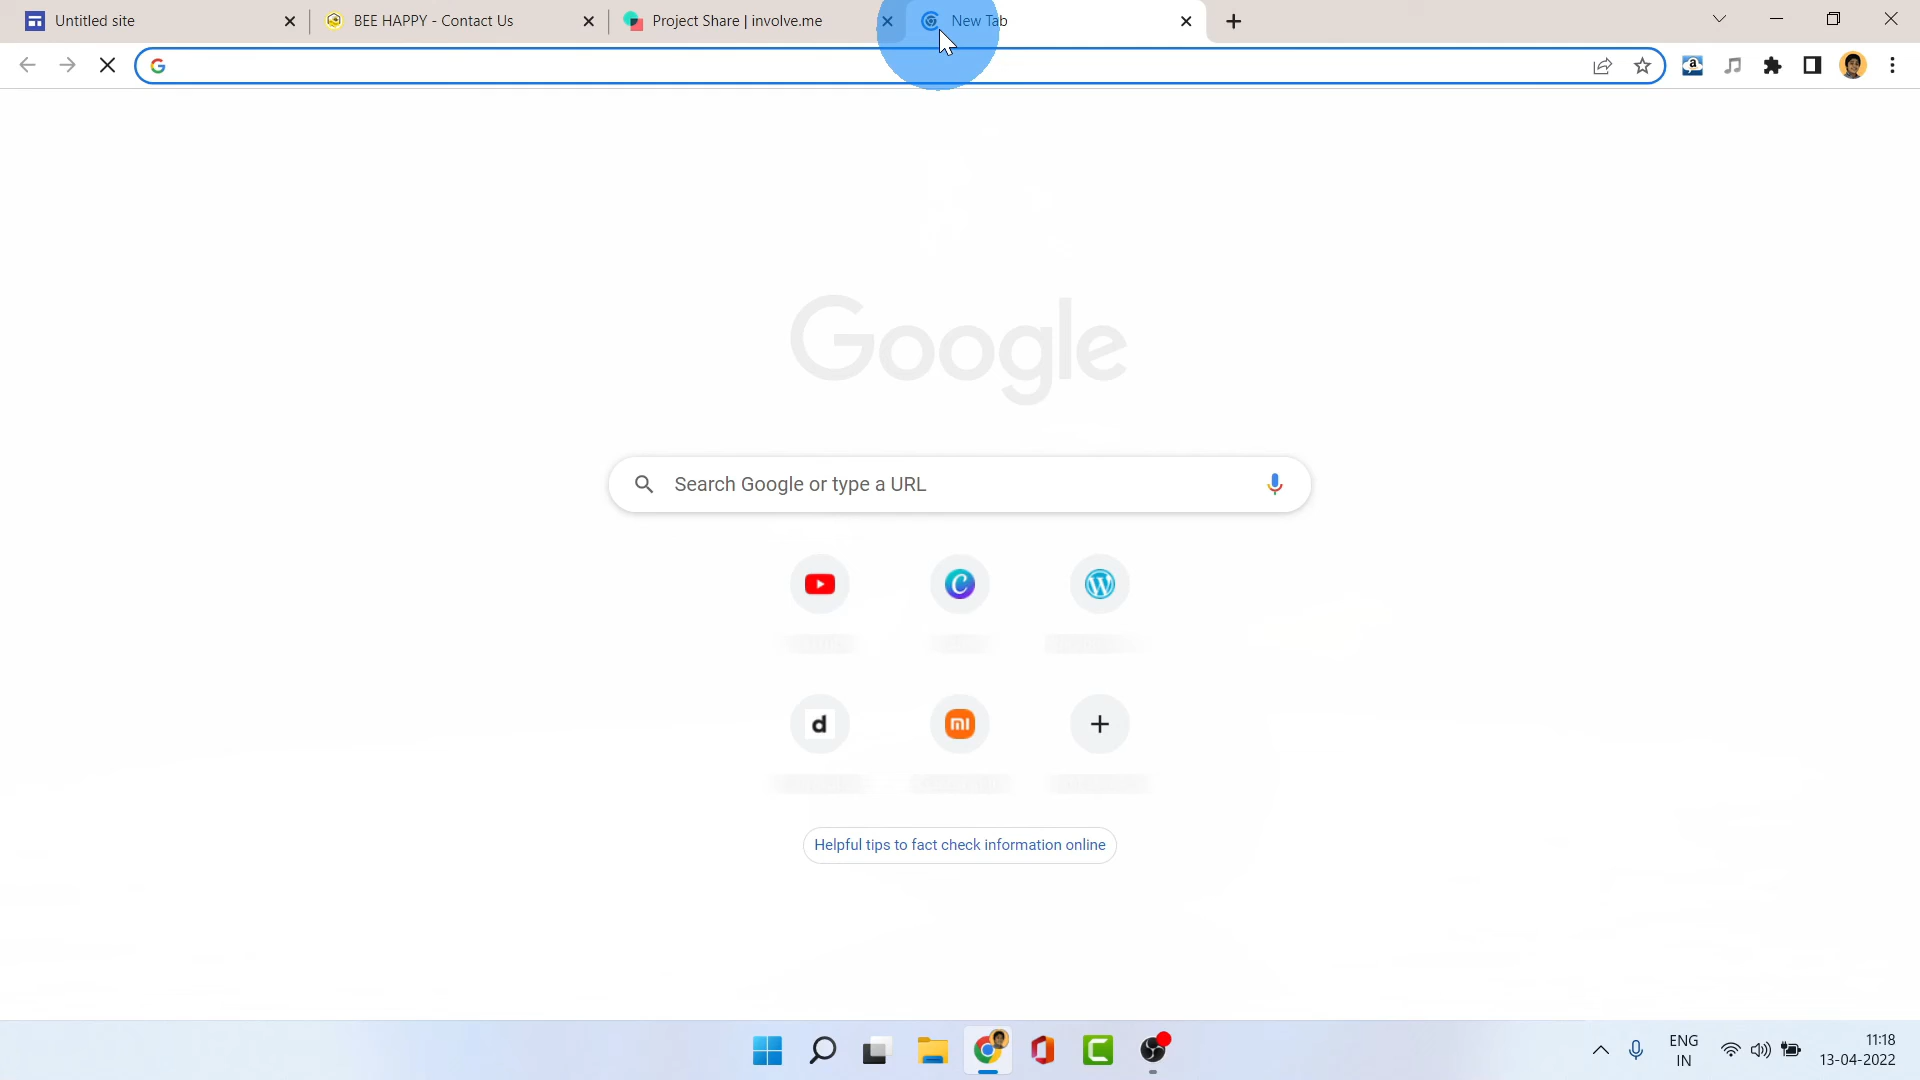 Untitled site
BEE HAPPY - Contact Us
Project Share | involve.me
New Tab
Google
Search Google or type a URL
Helpful tips to fact check information online
ENG
IN
11:18
13-04-2022